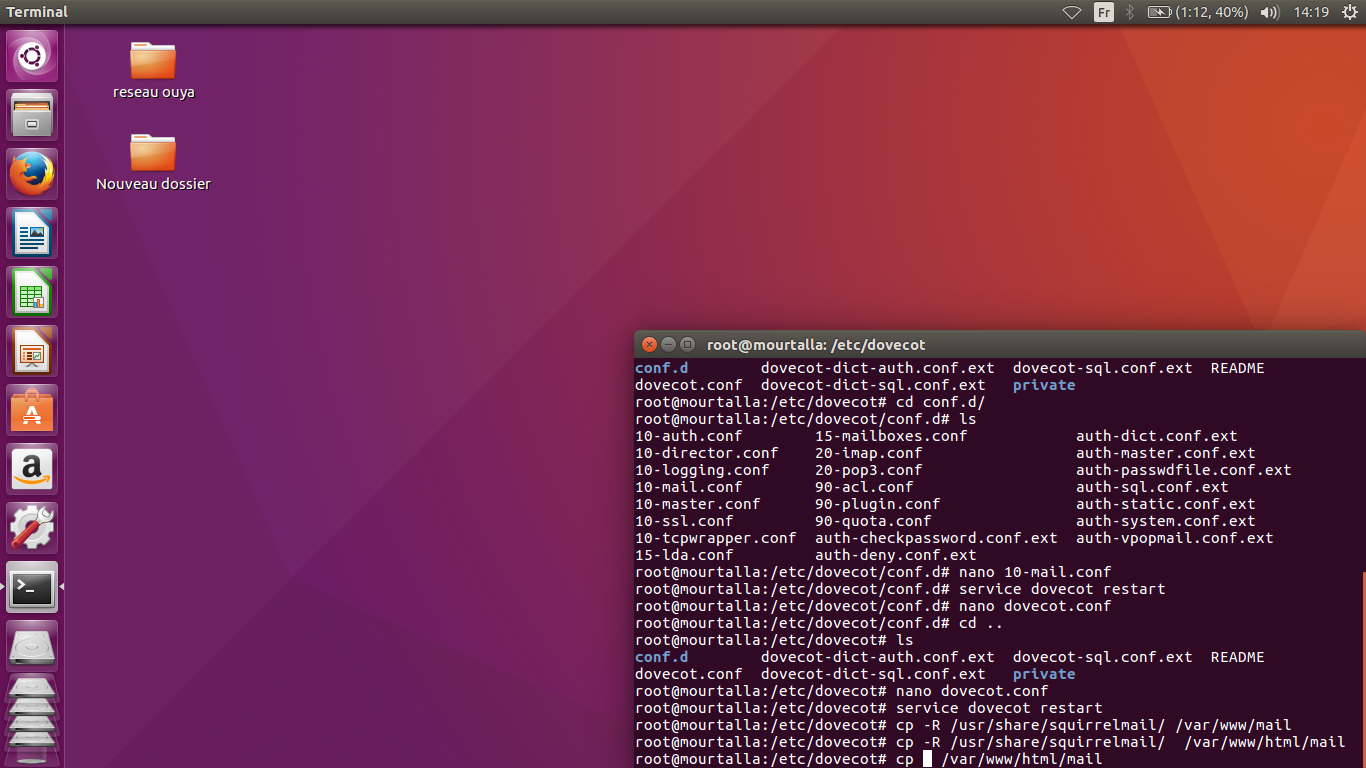 Terminal
Fr
(1:12, 40%)
14:19
reseau ouya
Nouveau dossier
root@mourtalla: /etc/dovecot
conf.d dovecot-dict-auth.conf.ext dovecot-sql.conf.ext README
dovecot.conf dovecot-dict-sql.conf.ext private
root@mourtalla:/etc/dovecot# cd conf.d/
root@mourtalla:/etc/dovecot/conf.d# ls
10-auth.conf 15-mailboxes.conf auth-dict.conf.ext
10-director.conf 20-imap.conf auth-master.conf.ext
10-logging.conf 20-pop3.conf auth-passwdfile.conf.ext
10-mail.conf 90-acl.conf auth-sql.conf.ext
10-master.conf 90-plugin.conf auth-static.conf.ext
10-ssl.conf 90-quota.conf auth-system.conf.ext
10-tcpwrapper.conf auth-checkpassword.conf.ext auth-vpopmail.conf.ext
15-lda.conf auth-deny.conf.ext
root@mourtalla:/etc/dovecot/conf.d# nano 10-mail.conf
root@mourtalla:/etc/dovecot/conf.d# service dovecot restart
root@mourtalla:/etc/dovecot/conf.d# nano dovecot.conf
root@mourtalla:/etc/dovecot/conf.d# cd ..
root@mourtalla:/etc/dovecot# ls
conf.d dovecot-dict-auth.conf.ext dovecot-sql.conf.ext README
dovecot.conf dovecot-dict-sql.conf.ext private
root@mourtalla:/etc/dovecot# nano dovecot.conf
root@mourtalla:/etc/dovecot# service dovecot restart
root@mourtalla:/etc/dovecot# cp -R /usr/share/squirrelmail/ /var/www/mail
root@mourtalla:/etc/dovecot# cp -R /usr/share/squirrelmail/  /var/www/html/mail
root@mourtalla:/etc/dovecot# cp   /var/www/html/mail